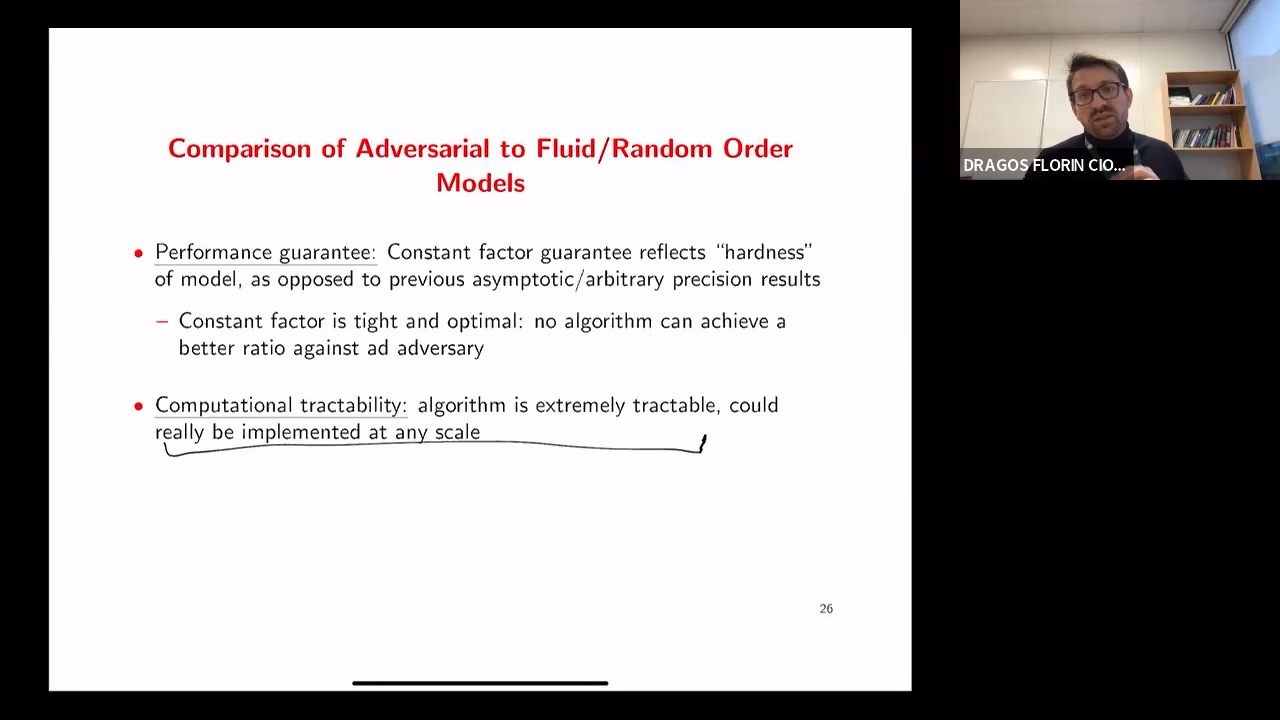 Comparison of Adversarial to Fluid/Random Order
Models
• Performance guarantee: Constant factor guarantee reflects “hardness”
of model, as opposed to previous asymptotic/arbitrary precision results
– Constant factor is tight and optimal: no algorithm can achieve a
better ratio against ad adversary
• Computational tractability: algorithm is extremely tractable, could
really be implemented at any scale
26
DRAGOS FLORIN CIO...